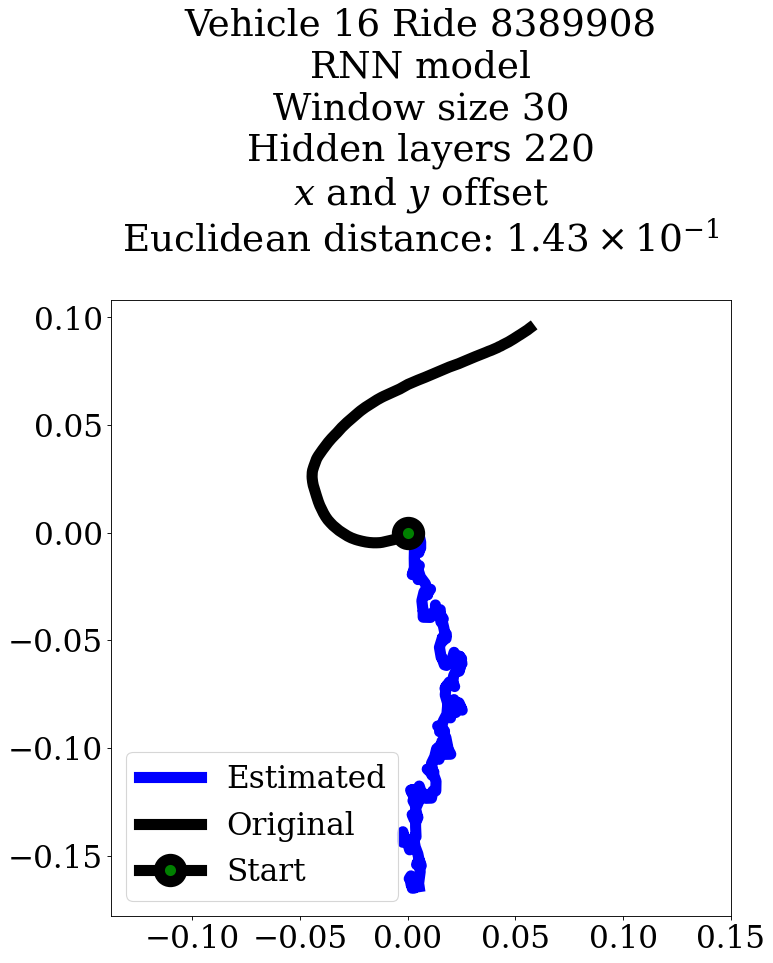 Vehicle 16 Ride 8389908
RNN model
Window size 30
Hidden layers 220
x and y offset
Euclidean distance: 1.43 × 10⁻¹
0.10
0.05
0.00
−0.05
−0.10
−0.15
Estimated
Original
Start
−0.10 −0.05 0.00 0.05 0.10 0.15